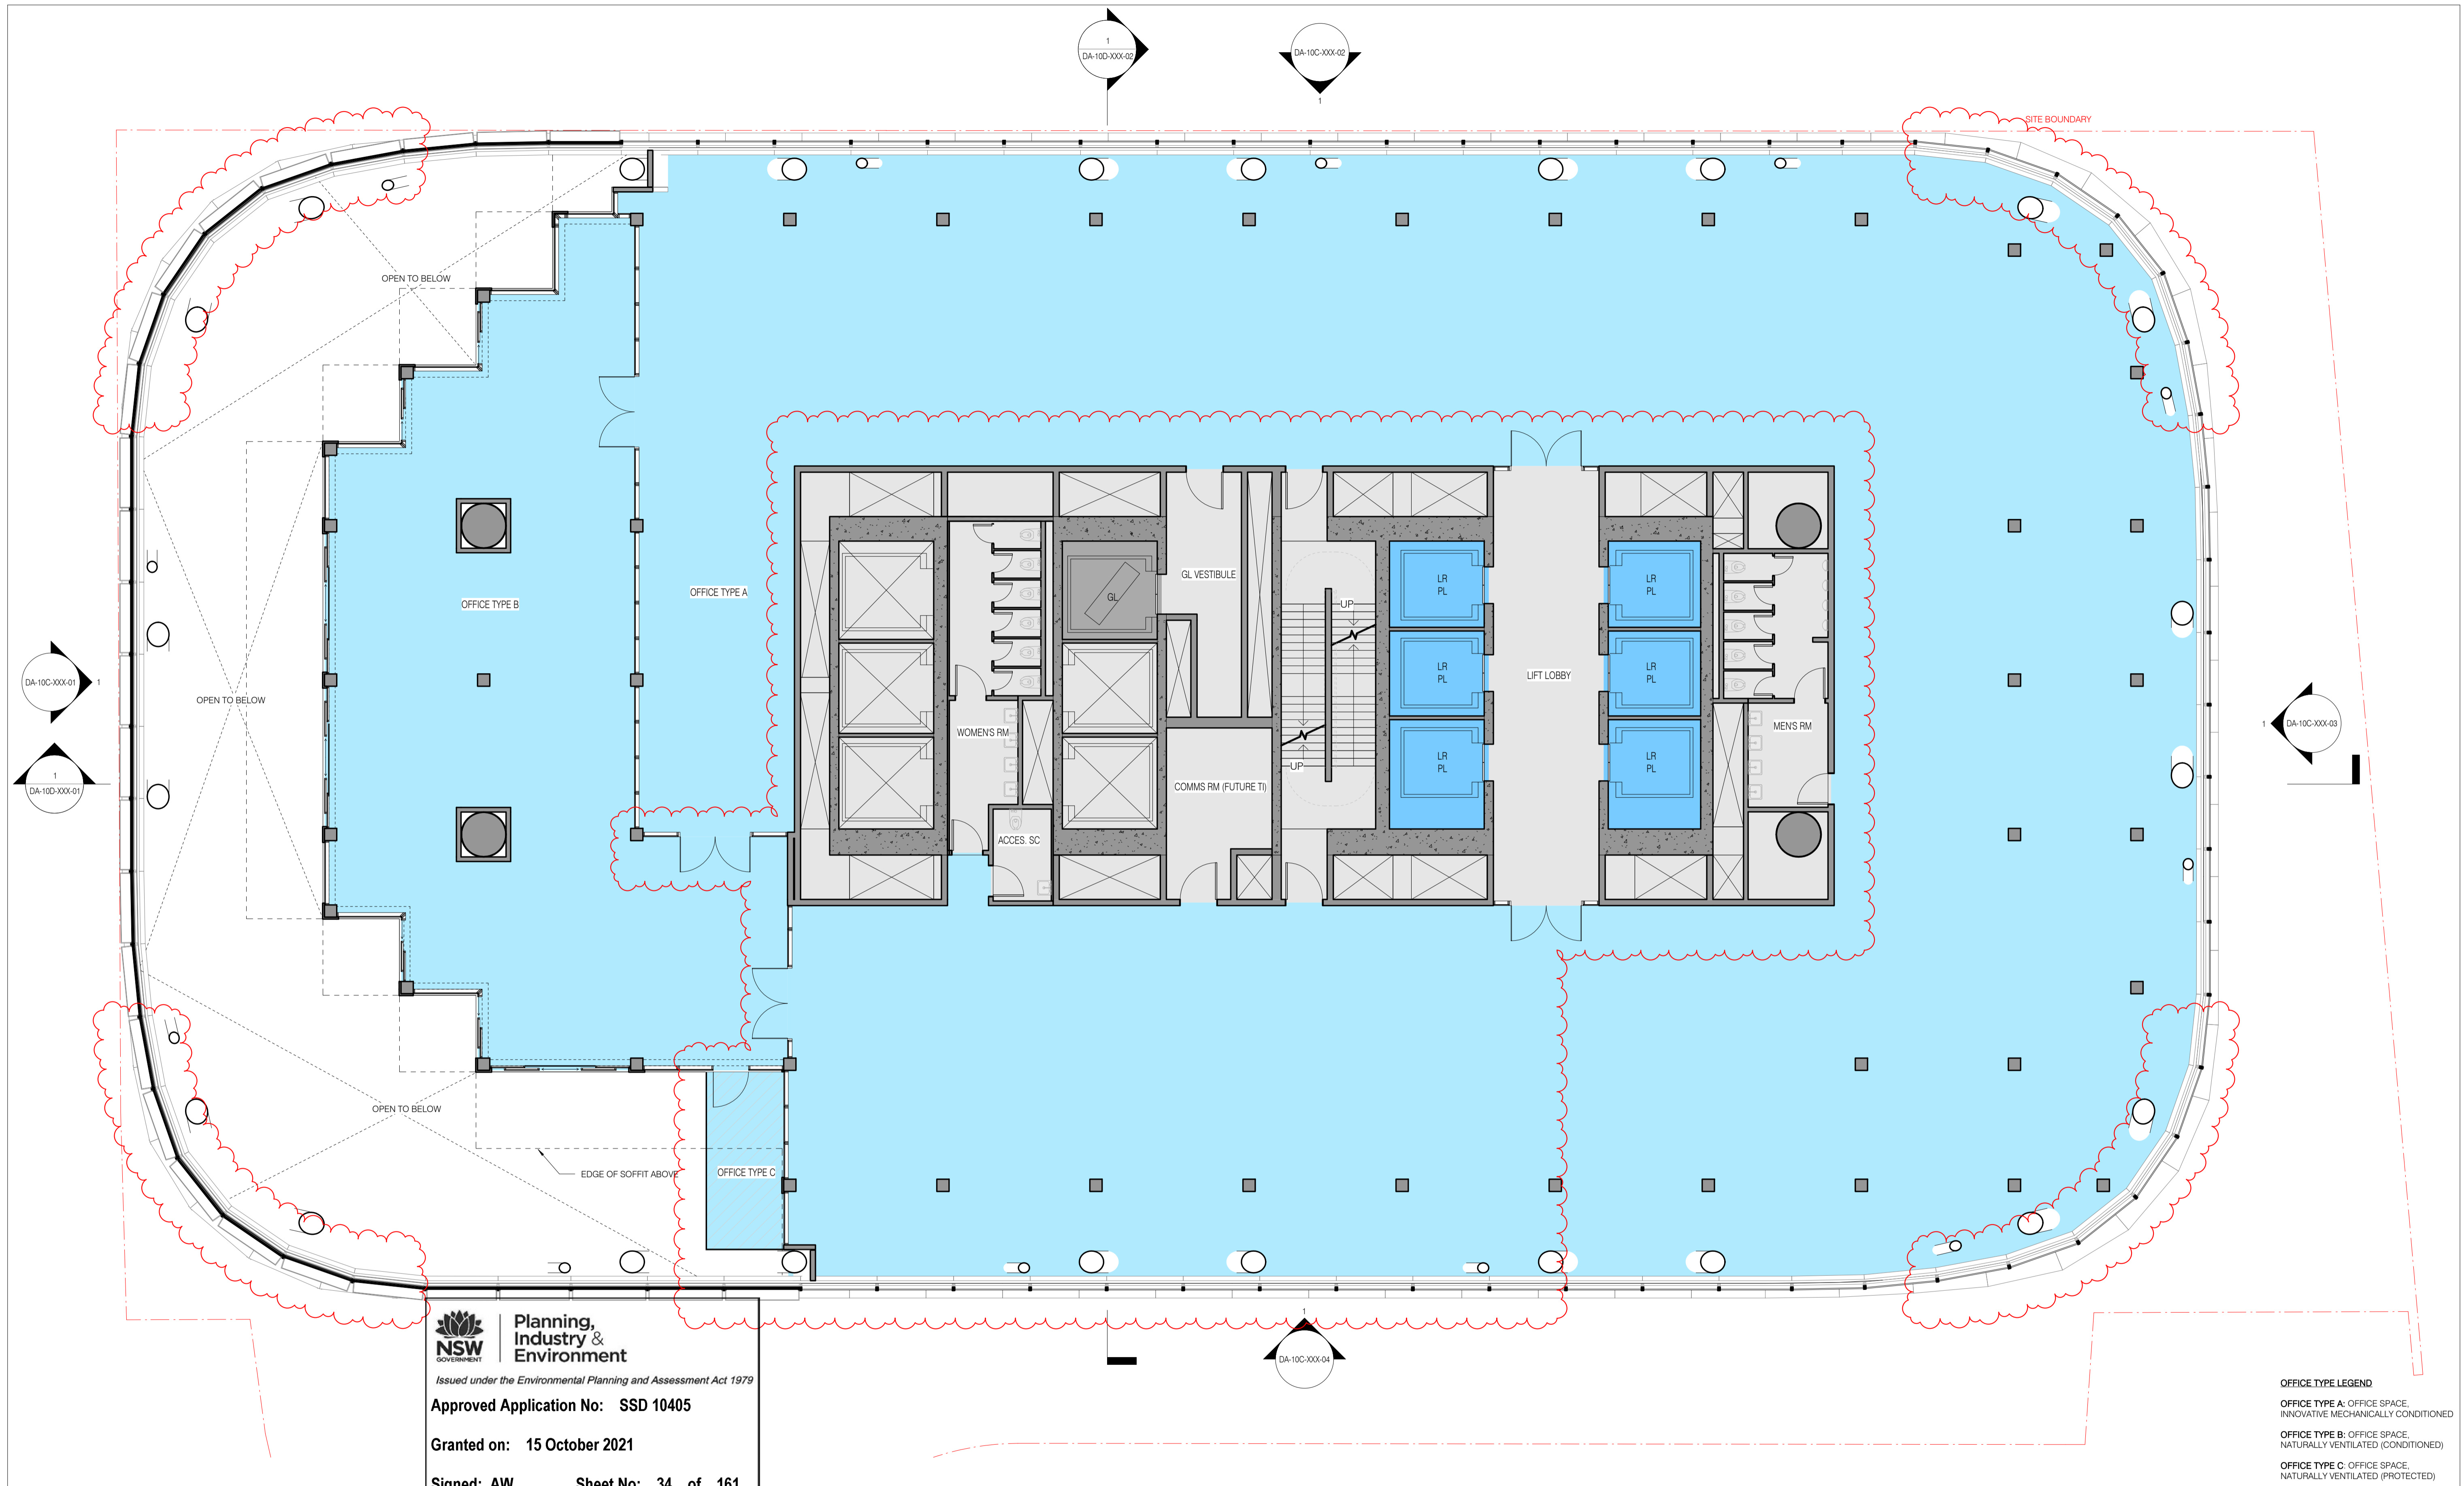 1
DA-10D-XXX-02
DA-10C-XXX-02
1
SITE BOUNDARY
OPEN TO BELOW
OFFICE TYPE B
OFFICE TYPE A
GL
GL VESTIBULE
UP
LR
PL
LR
PL
LR
PL
LR
PL
LIFT LOBBY
DA-10C-XXX-01
1
OPEN TO BELOW
WOMEN'S RM
MEN'S RM
1
DA-10C-XXX-03
UP
LR
PL
LR
PL
1
DA-10D-XXX-01
COMMS RM (FUTURE TI)
ACCES. SC
OPEN TO BELOW
EDGE OF SOFFIT ABOVE
OFFICE TYPE C
1
DA-10C-XXX-04
NSW
GOVERNMENT
Planning,
Industry &
Environment
Issued under the Environmental Planning and Assessment Act 1979
Approved Application No: SSD 10405
Granted on: 15 October 2021
Signed: AW Sheet No: 34 of 161
OFFICE TYPE LEGEND
OFFICE TYPE A: OFFICE SPACE,
INNOVATIVE MECHANICALLY CONDITIONED
OFFICE TYPE B: OFFICE SPACE,
NATURALLY VENTILATED (CONDITIONED)
OFFICE TYPE C: OFFICE SPACE,
NATURALLY VENTILATED (PROTECTED)